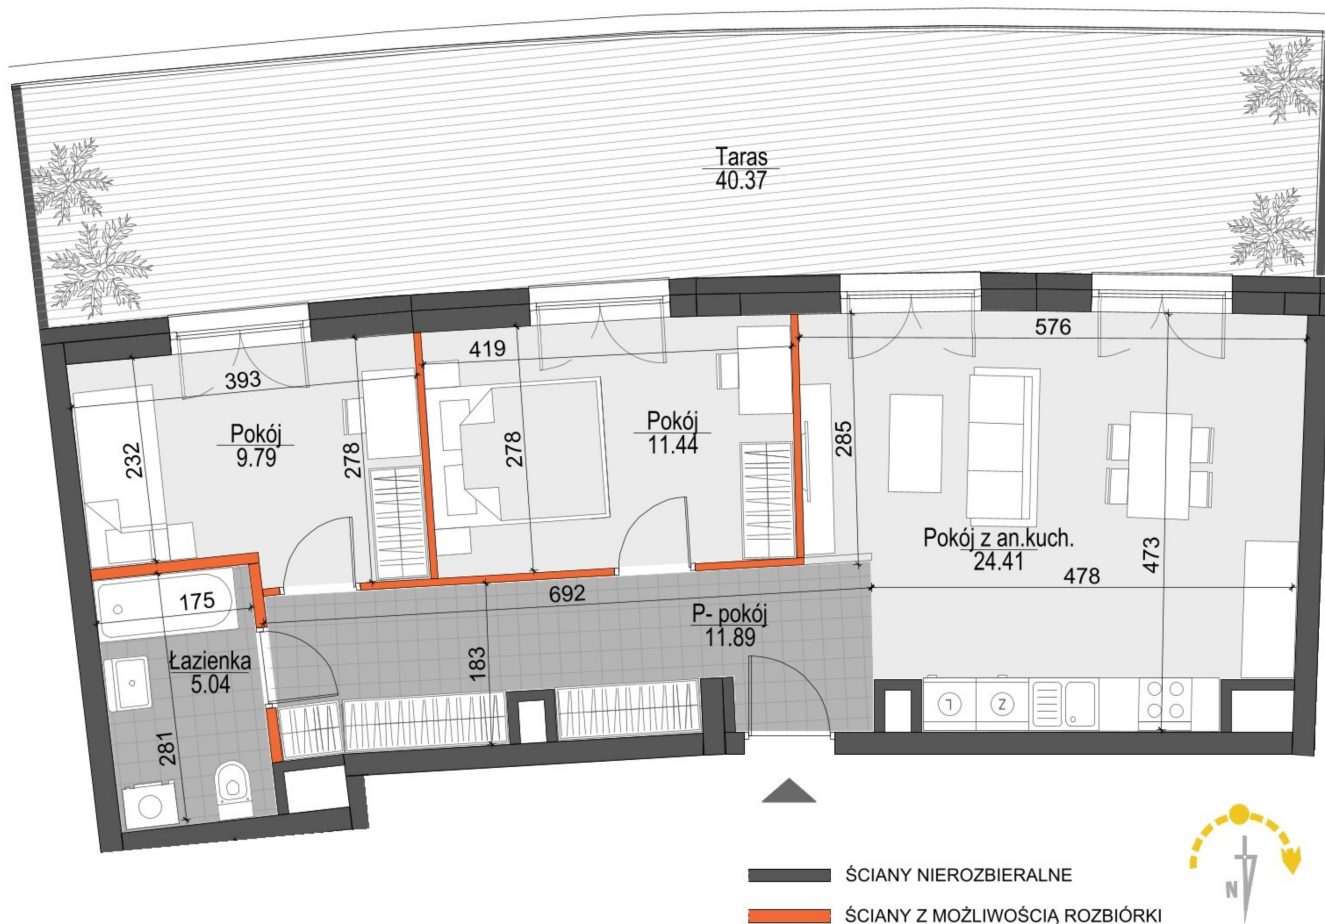 Taras
40.37
576
419
393
Pokój
9.79
Pokój
11.44
232
278
278
285
Pokój z an.kuch.
24.41
473
478
692
P- pokój
11.89
175
Łazienka
5.04
183
281
L
Z
N
ŚCIANY NIEROZBIERALNE
ŚCIANY Z MOŻLIWOŚCIĄ ROZBIÓRKI